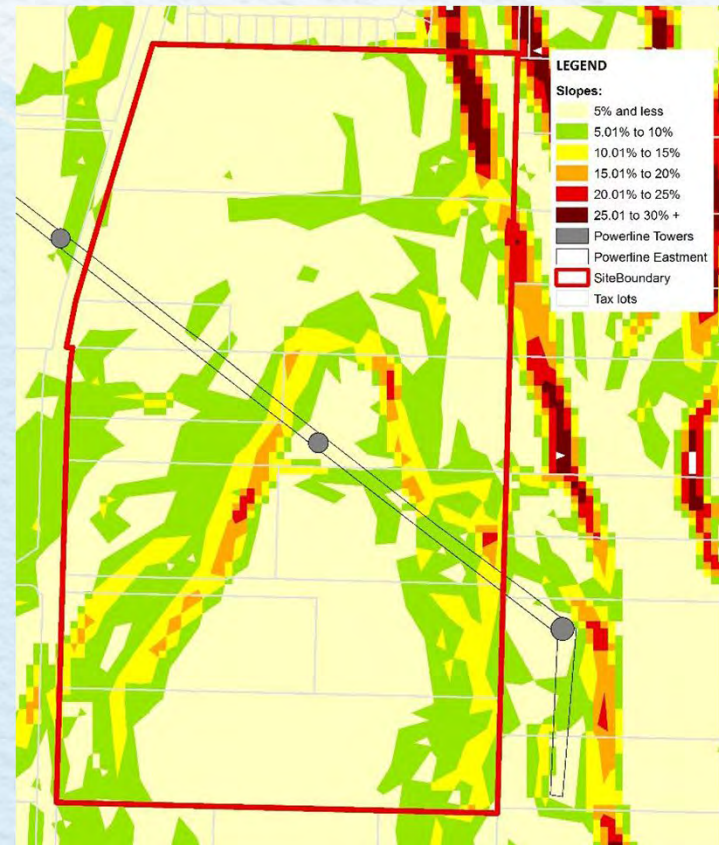 LEGEND
Slopes:
5% and less
5.01% to 10%
10.01% to 15%
15.01% to 20%
20.01% to 25%
25.01 to 30% +
Powerline Towers
Powerline Eastment
SiteBoundary
Tax lots